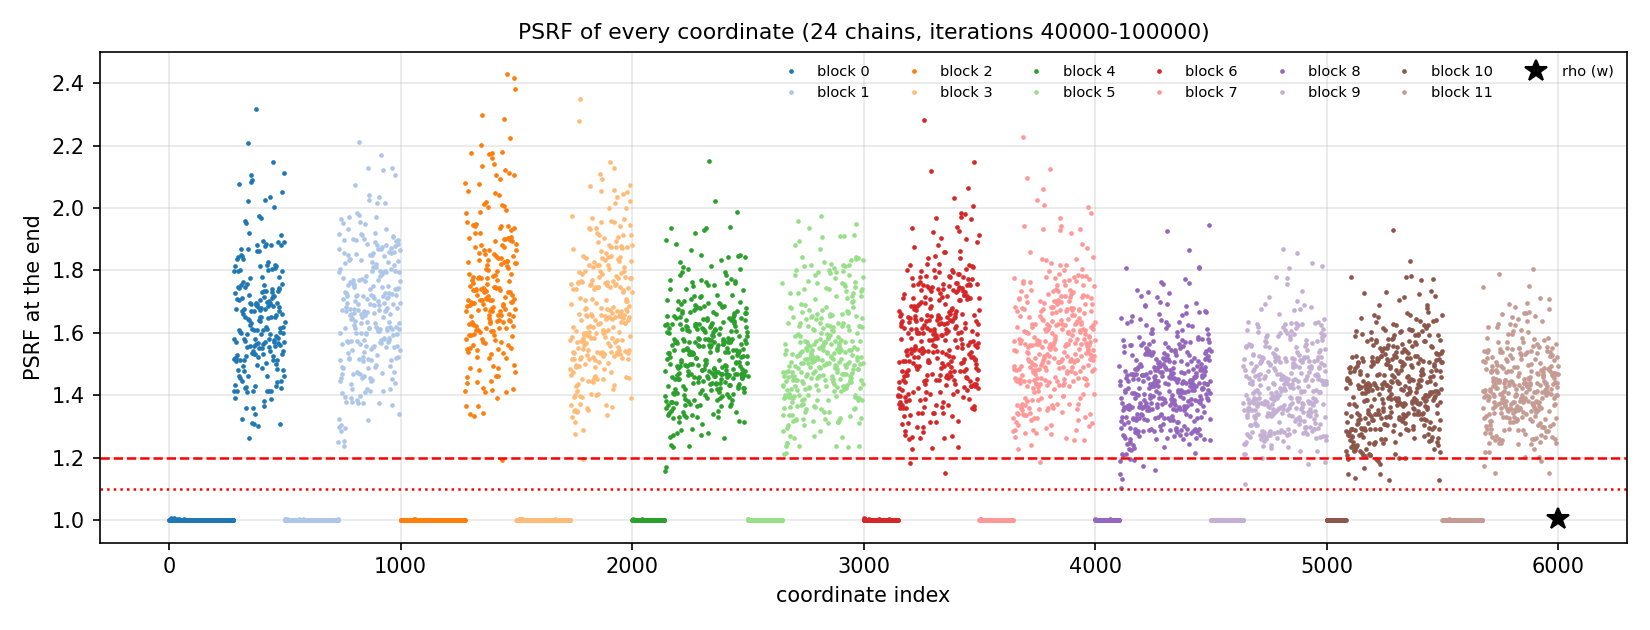 PSRF of every coordinate (24 chains, iterations 40000-100000)
block 0 block 2 block 4 block 6 block 8 block 10 rho (w)
block 1 block 3 block 5 block 7 block 9 block 11
PSRF at the end
2.4
2.2
2.0
1.8
1.6
1.4
1.2
1.0
0 1000 2000 3000 4000 5000 6000
coordinate index